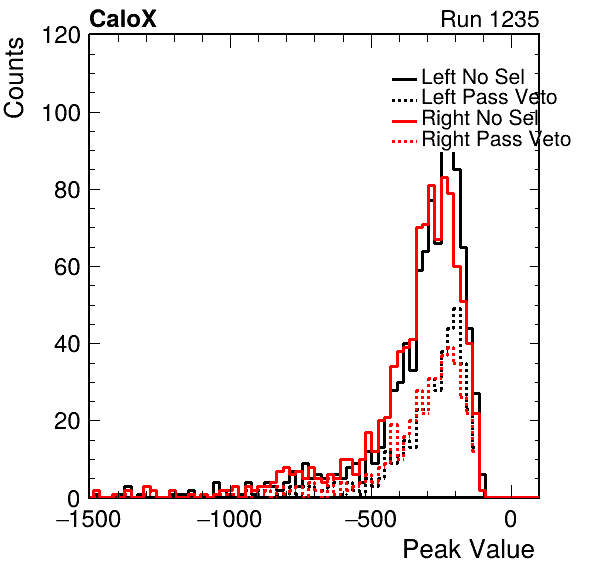 CaloX Run 1235
Counts
120
100
80
60
40
20
0
Left No Sel
Left Pass Veto
Right No Sel
Right Pass Veto
−1500 −1000 −500 0
Peak Value